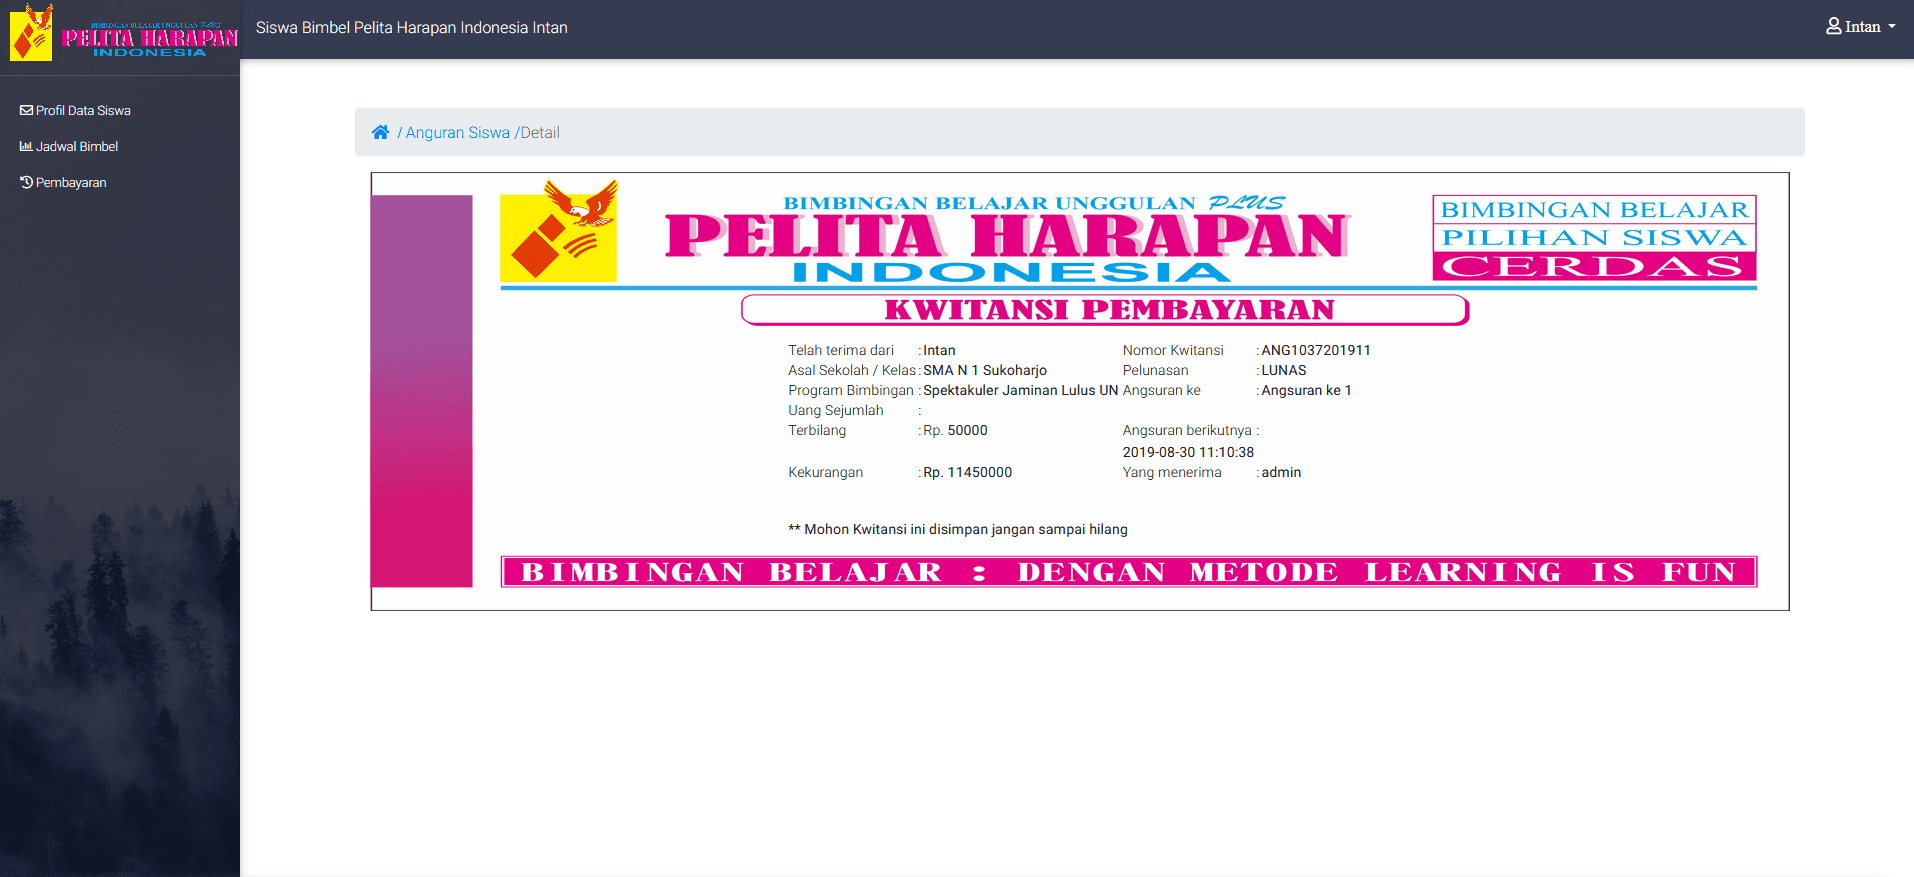 BIMBINGAN BELAJAR UNGGULAN PLUS
PELITA HARAPAN
INDONESIA
Siswa Bimbel Pelita Harapan Indonesia Intan
Intan
Profil Data Siswa
Jadwal Bimbel
Pembayaran
/ Anguran Siswa /Detail
BIMBINGAN BELAJAR UNGGULAN PLUS
PELITA HARAPAN
INDONESIA
BIMBINGAN BELAJAR
PILIHAN SISWA
CERDAS
KWITANSI PEMBAYARAN
Telah terima dari : Intan Nomor Kwitansi : ANG1037201911
Asal Sekolah / Kelas : SMA N 1 Sukoharjo Pelunasan : LUNAS
Program Bimbingan : Spektakuler Jaminan Lulus UN Angsuran ke : Angsuran ke 1
Uang Sejumlah :
Terbilang : Rp. 50000 Angsuran berikutnya :
2019-08-30 11:10:38
Kekurangan : Rp. 11450000 Yang menerima : admin
** Mohon Kwitansi ini disimpan jangan sampai hilang
BIMBINGAN BELAJAR : DENGAN METODE LEARNING IS FUN